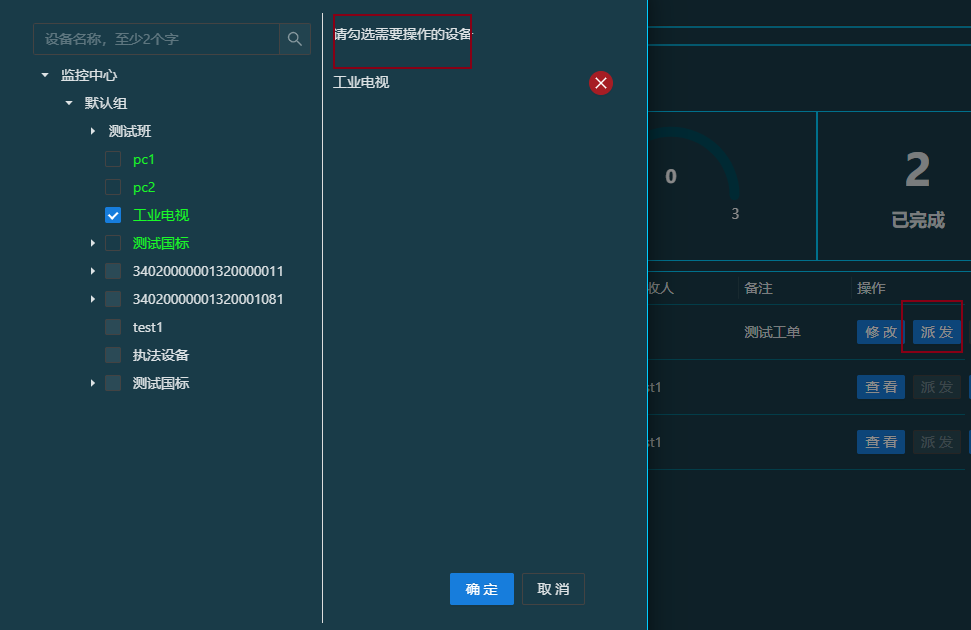 设备名称，至少2个字
监控中心
默认组
测试班
pc1
pc2
工业电视
测试国标
34020000001320000011
34020000001320001081
test1
执法设备
测试国标
请勾选需要操作的设备
工业电视
确 定
取 消
0
3
2
已完成
收人
备注
操作
测试工单
修 改
派 发
st1
查 看
派 发
st1
查 看
派 发